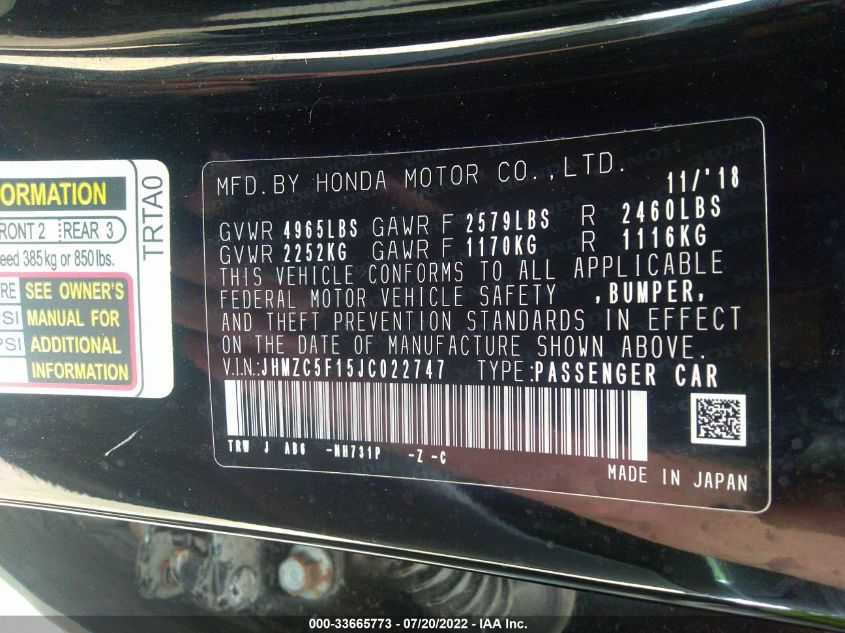 ORMATION
RONT 2 REAR 3
eed 385 kg or 850 lbs.
RE SEE OWNER'S
PSI MANUAL FOR
PSI ADDITIONAL
INFORMATION
TRTA0
MFD.BY HONDA MOTOR CO.,LTD. 11/'18
GVWR 4965LBS GAWR F 2579LBS R 2460LBS
GVWR 2252KG GAWR F 1170KG R 1116KG
THIS VEHICLE CONFORMS TO ALL APPLICABLE
FEDERAL MOTOR VEHICLE SAFETY ,BUMPER,
AND THEFT PREVENTION STANDARDS IN EFFECT
ON THE DATE OF MANUFACTURE SHOWN ABOVE.
V.I.N:JHMZC5F15JC022747 TYPE:PASSENGER CAR
TRW J AD6 -NH731P -Z -C
MADE IN JAPAN
000-33665773 - 07/20/2022 - IAA Inc.